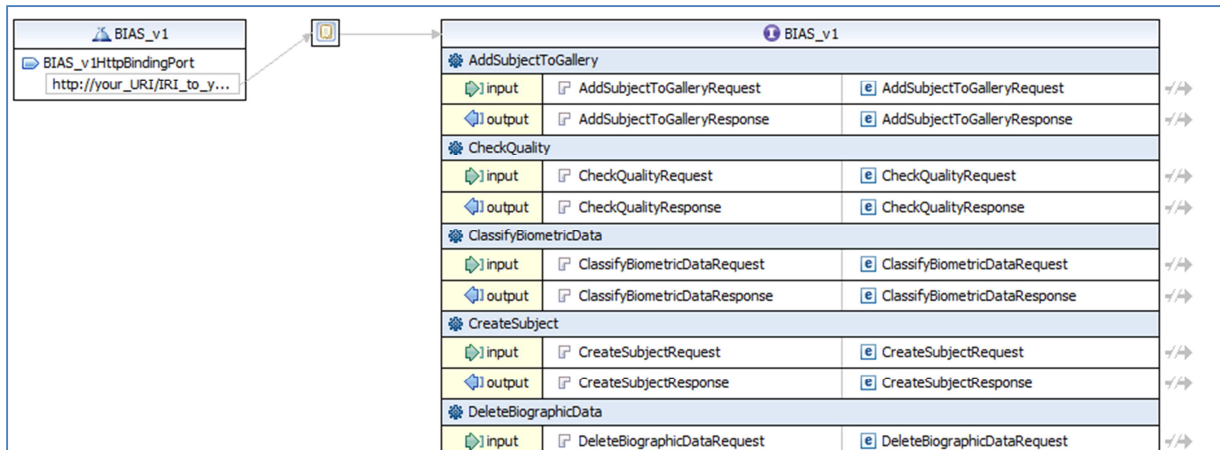 BIAS_v1
BIAS_v1HttpBindingPort
http://your_URI/IRI_to_y...
BIAS_v1
AddSubjectToGallery
input AddSubjectToGalleryRequest e AddSubjectToGalleryRequest
output AddSubjectToGalleryResponse e AddSubjectToGalleryResponse
CheckQuality
input CheckQualityRequest e CheckQualityRequest
output CheckQualityResponse e CheckQualityResponse
ClassifyBiometricData
input ClassifyBiometricDataRequest e ClassifyBiometricDataRequest
output ClassifyBiometricDataResponse e ClassifyBiometricDataResponse
CreateSubject
input CreateSubjectRequest e CreateSubjectRequest
output CreateSubjectResponse e CreateSubjectResponse
DeleteBiographicData
input DeleteBiographicDataRequest e DeleteBiographicDataRequest